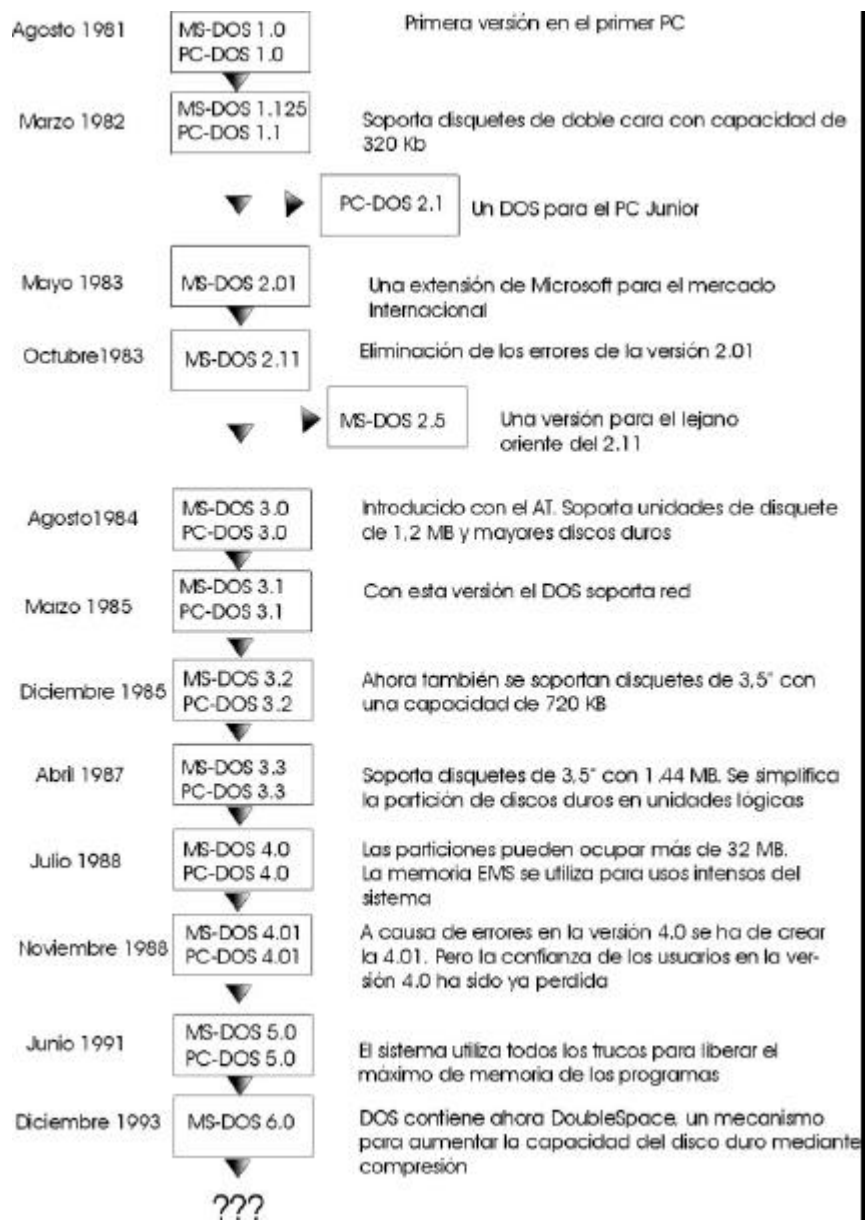 Agosto 1981
MS-DOS 1.0
PC-DOS 1.0
Primera versión en el primer PC
Marzo 1982
MS-DOS 1.125
PC-DOS 1.1
Soporta disquetes de doble cara con capacidad de
320 Kb
PC-DOS 2.1
Un DOS para el PC Junior
Mayo 1983
MS-DOS 2.01
Una extensión de Microsoft para el mercado
Internacional
Octubre1983
MS-DOS 2.11
Eliminación de los errores de la versión 2.01
MS-DOS 2.5
Una versión para el lejano
oriente del 2.11
Agosto1984
MS-DOS 3.0
PC-DOS 3.0
Introducido con el AT. Soporta unidades de disquete
de 1,2 MB y mayores discos duros
Marzo 1985
MS-DOS 3.1
PC-DOS 3.1
Con esta versión el DOS soporta red
Diciembre 1985
MS-DOS 3.2
PC-DOS 3.2
Ahora también se soportan disquetes de 3,5" con
una capacidad de 720 KB
Abril 1987
MS-DOS 3.3
PC-DOS 3.3
Soporta disquetes de 3,5" con 1.44 MB. Se simplifica
la partición de discos duros en unidades lógicas
Julio 1988
MS-DOS 4.0
PC-DOS 4.0
Las particiones pueden ocupar más de 32 MB.
La memoria EMS se utiliza para usos intensos del
sistema
Noviembre 1988
MS-DOS 4.01
PC-DOS 4.01
A causa de errores en la versión 4.0 se ha de crear
la 4.01. Pero la confianza de los usuarios en la ver-
sión 4.0 ha sido ya perdida
Junio 1991
MS-DOS 5.0
PC-DOS 5.0
El sistema utiliza todos los trucos para liberar el
máximo de memoria de los programas
Diciembre 1993
MS-DOS 6.0
DOS contiene ahora DoubleSpace, un mecanismo
para aumentar la capacidad del disco duro mediante
compresión
???